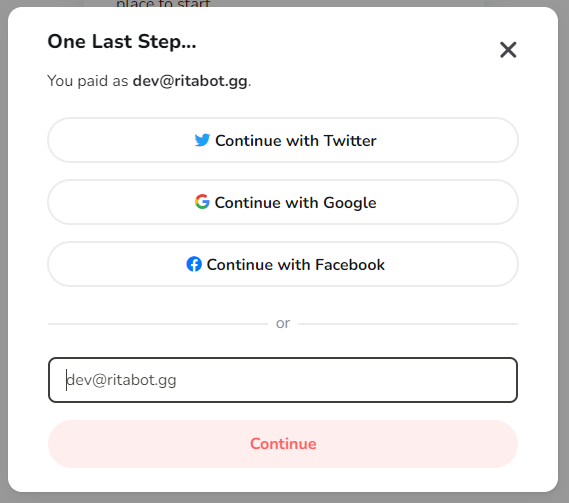 place to start
One Last Step...
You paid as dev@ritabot.gg.
Continue with Twitter
Continue with Google
Continue with Facebook
or
dev@ritabot.gg
Continue